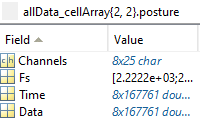 allData_cellArray{2, 2}.posture
Field Value
Channels 8x25 char
Fs [2.2222e+03;2...
Time 8x167761 dou...
Data 8x167761 dou...